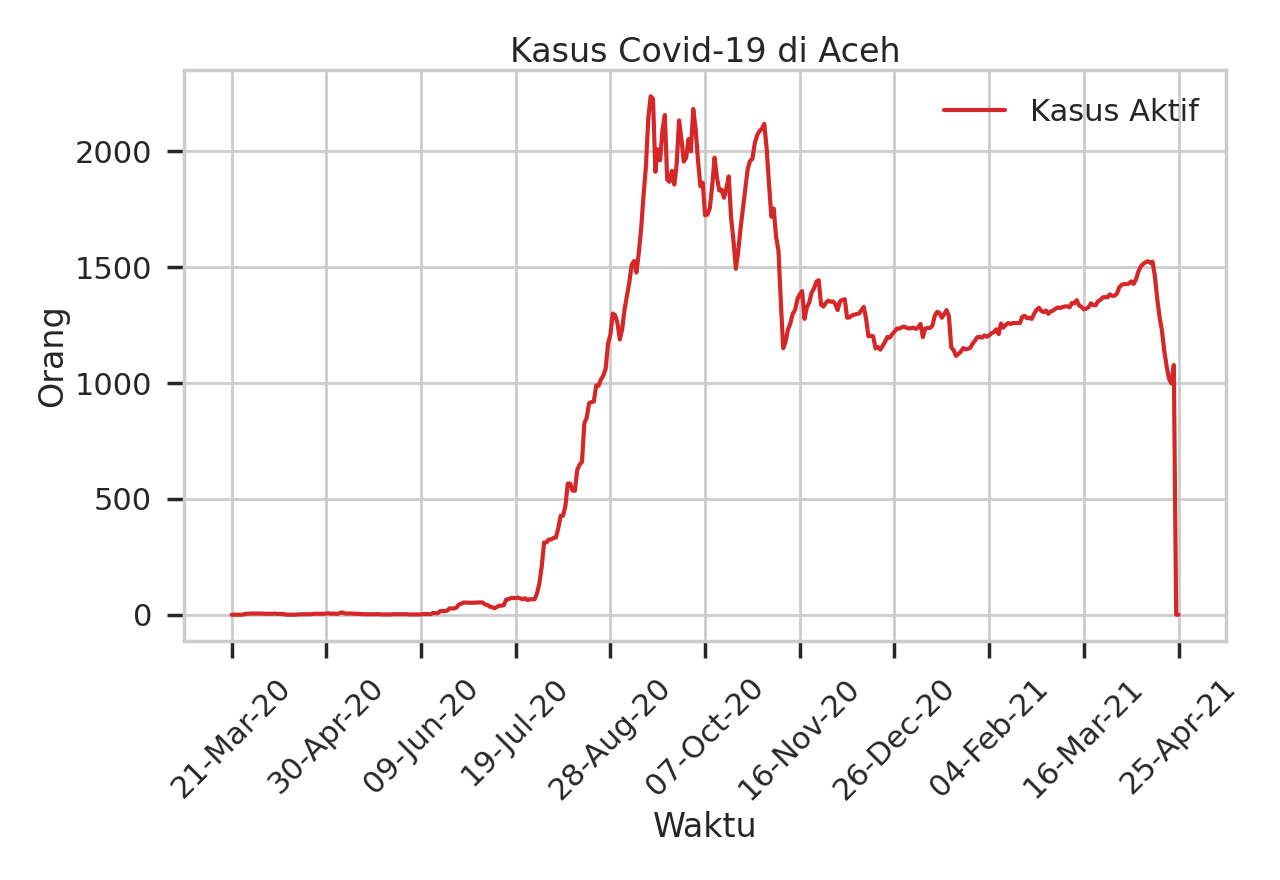 Kasus Covid-19 di Aceh
Kasus Aktif
Orang
2000
1500
1000
500
0
21-Mar-20
30-Apr-20
09-Jun-20
19-Jul-20
28-Aug-20
07-Oct-20
16-Nov-20
26-Dec-20
04-Feb-21
16-Mar-21
25-Apr-21
Waktu